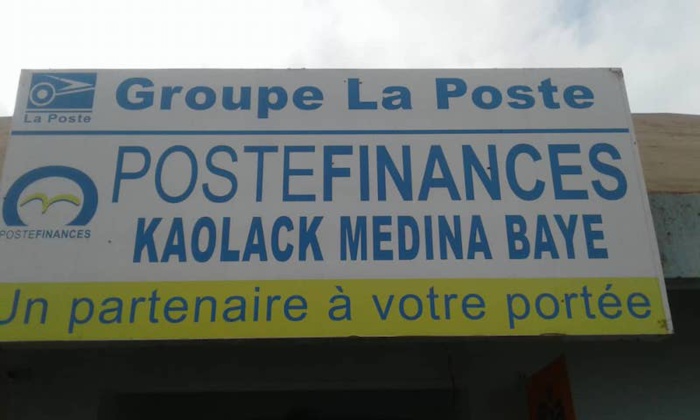 La Poste
Groupe La Poste
POSTEFINANCES
POSTEFINANCES
KAOLACK MEDINA BAYE
Un partenaire à votre portée